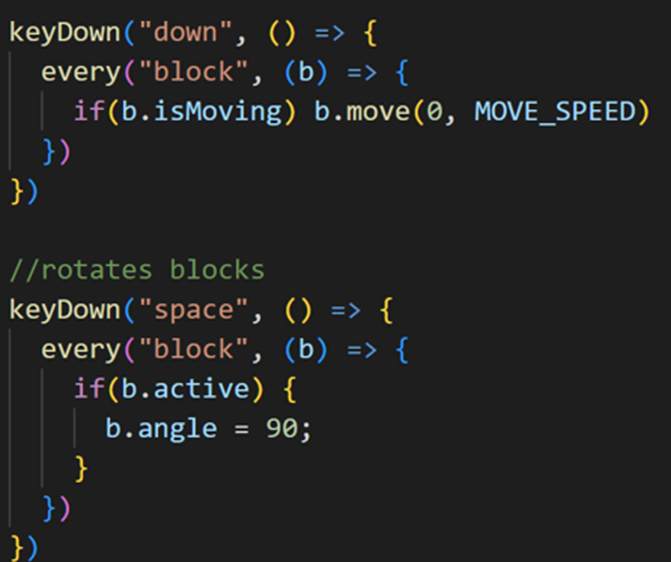 keyDown("down", () => {
  every("block", (b) => {
    if(b.isMoving) b.move(0, MOVE_SPEED)
  })
})

//rotates blocks
keyDown("space", () => {
  every("block", (b) => {
    if(b.active) {
      b.angle = 90;
    }
  })
})